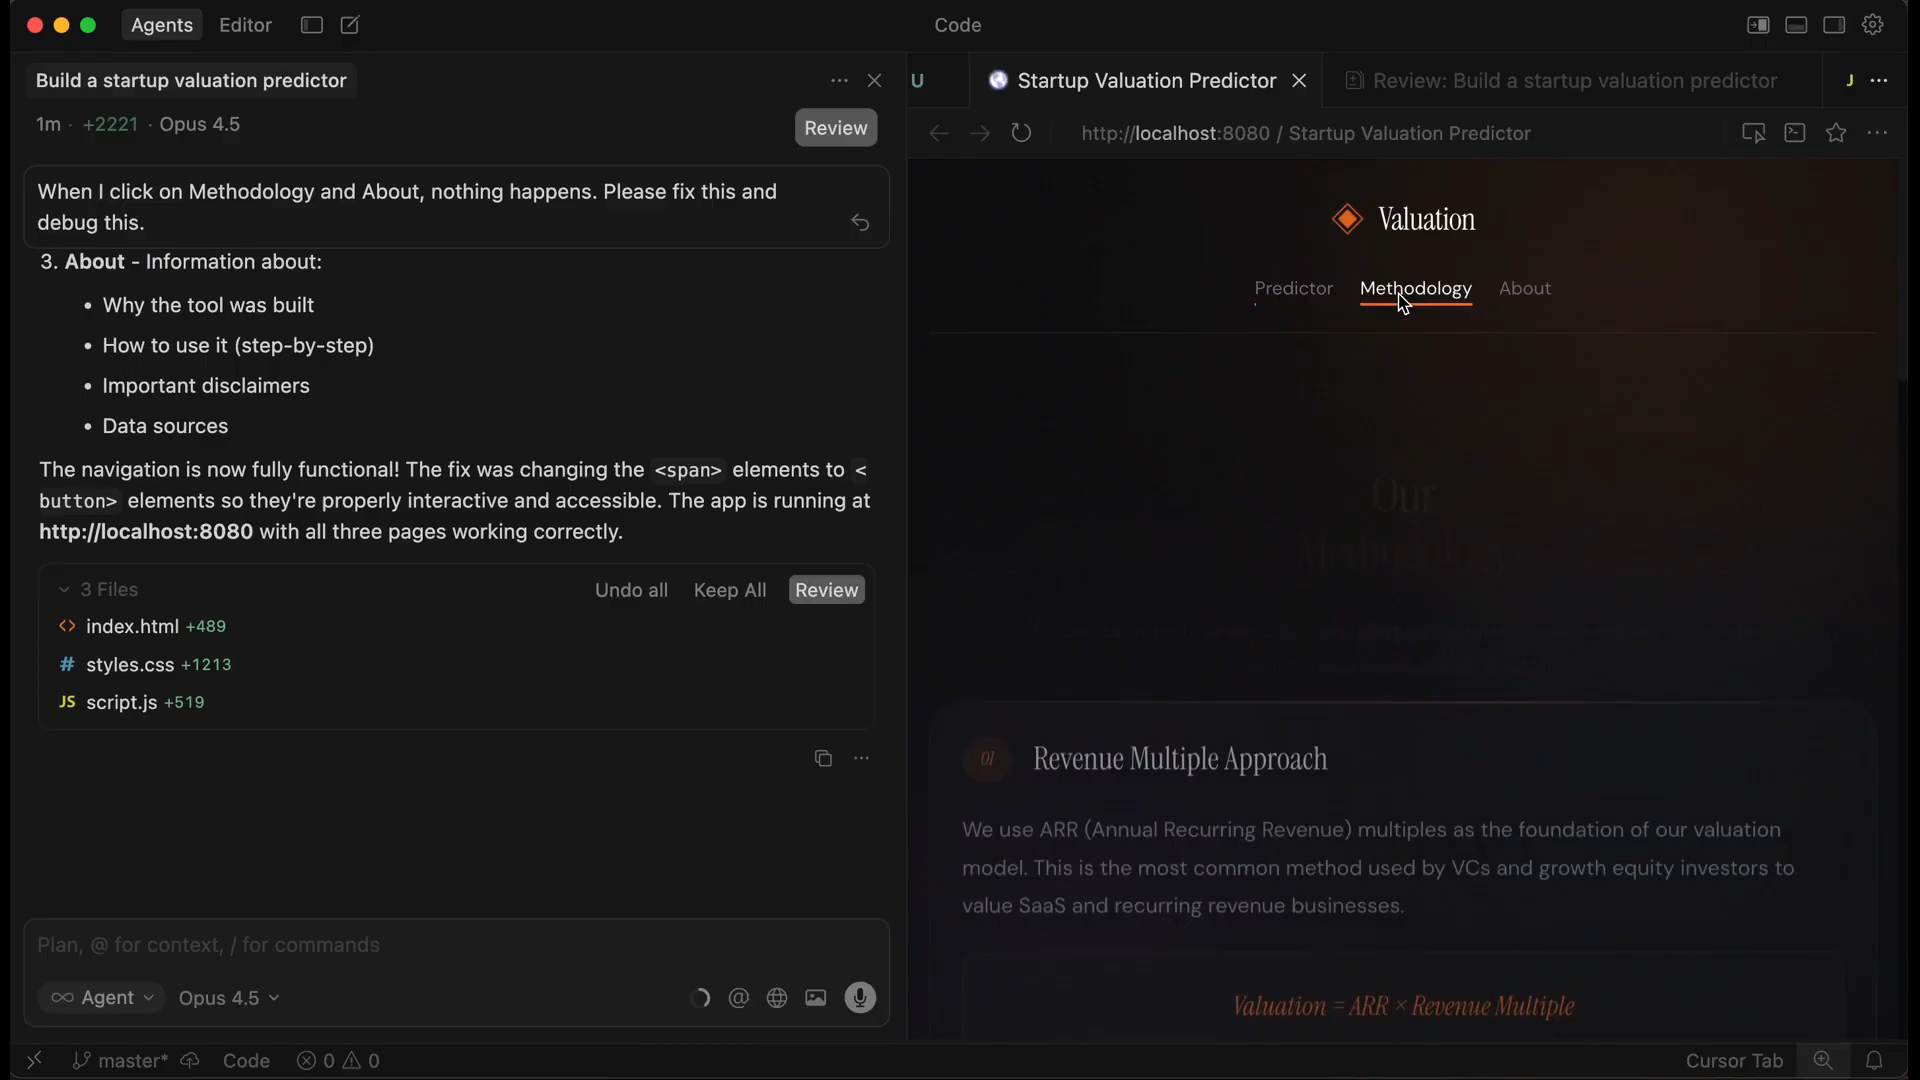 Agents
Editor
Code
Build a startup valuation predictor
1m · +2221 · Opus 4.5
Review
When I click on Methodology and About, nothing happens. Please fix this and
debug this.
3. About - Information about:
• Why the tool was built
• How to use it (step-by-step)
• Important disclaimers
• Data sources
The navigation is now fully functional! The fix was changing the <span> elements to <
button> elements so they're properly interactive and accessible. The app is running at
http://localhost:8080 with all three pages working correctly.
3 Files
Undo all
Keep All
Review
<> index.html +489
# styles.css +1213
JS script.js +519
Plan, @ for context, / for commands
Agent
Opus 4.5
U
Startup Valuation Predictor
Review: Build a startup valuation predictor
J
http://localhost:8080 / Startup Valuation Predictor
Valuation
Predictor
Methodology
About
Our
Methodology
01
Revenue Multiple Approach
We use ARR (Annual Recurring Revenue) multiples as the foundation of our valuation
model. This is the most common method used by VCs and growth equity investors to
value SaaS and recurring revenue businesses.
Valuation = ARR × Revenue Multiple
master*
Code
0
0
Cursor Tab